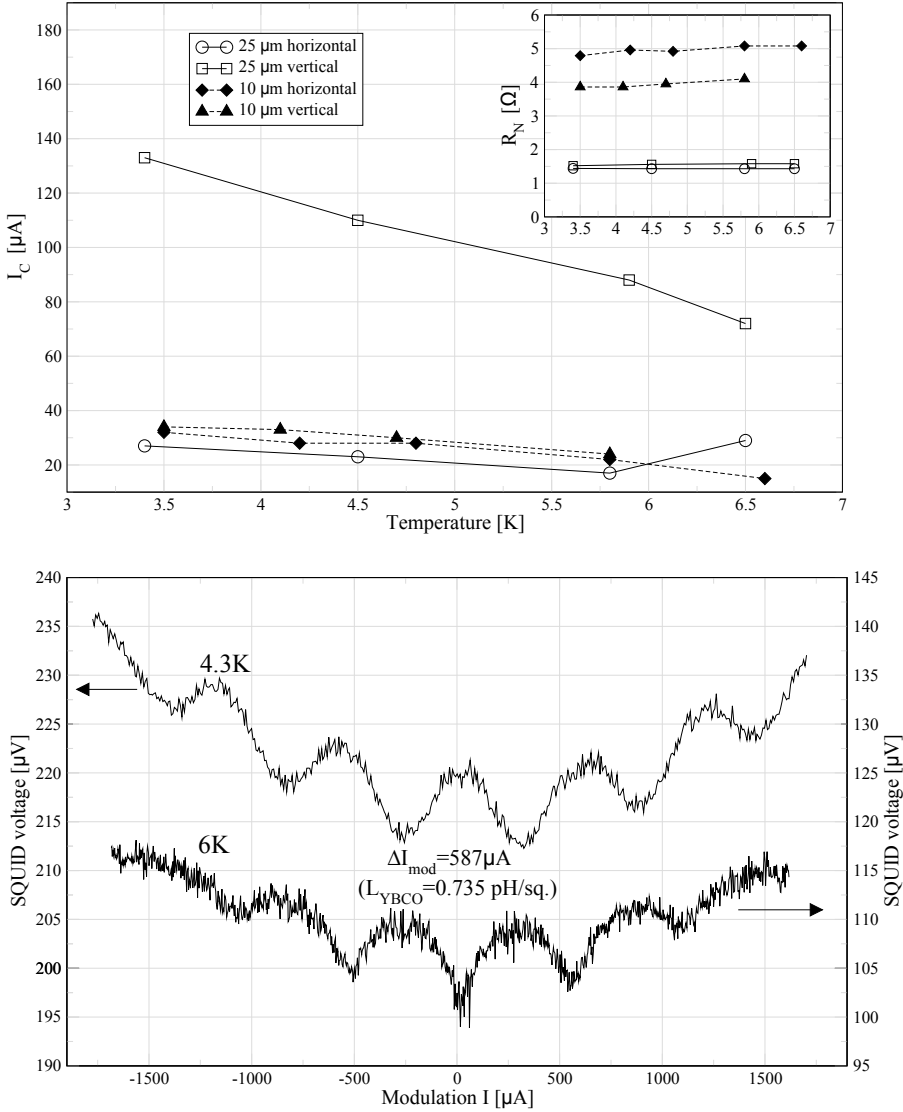 180
160
140
120
100
80
60
40
20
I_C [µA]
3 3.5 4 4.5 5 5.5 6 6.5 7
Temperature [K]
25 µm horizontal
25 µm vertical
10 µm horizontal
10 µm vertical
6
5
4
3
2
1
0
R_N [Ω]
3 3.5 4 4.5 5 5.5 6 6.5 7
240
235
230
225
220
215
210
205
200
195
190
SQUID voltage [µV]
4.3K
6K
ΔI_mod=587µA
(L_YBCO=0.735 pH/sq.)
145
140
135
130
125
120
115
110
105
100
95
SQUID voltage [µV]
-1500 -1000 -500 0 500 1000 1500
Modulation I [µA]